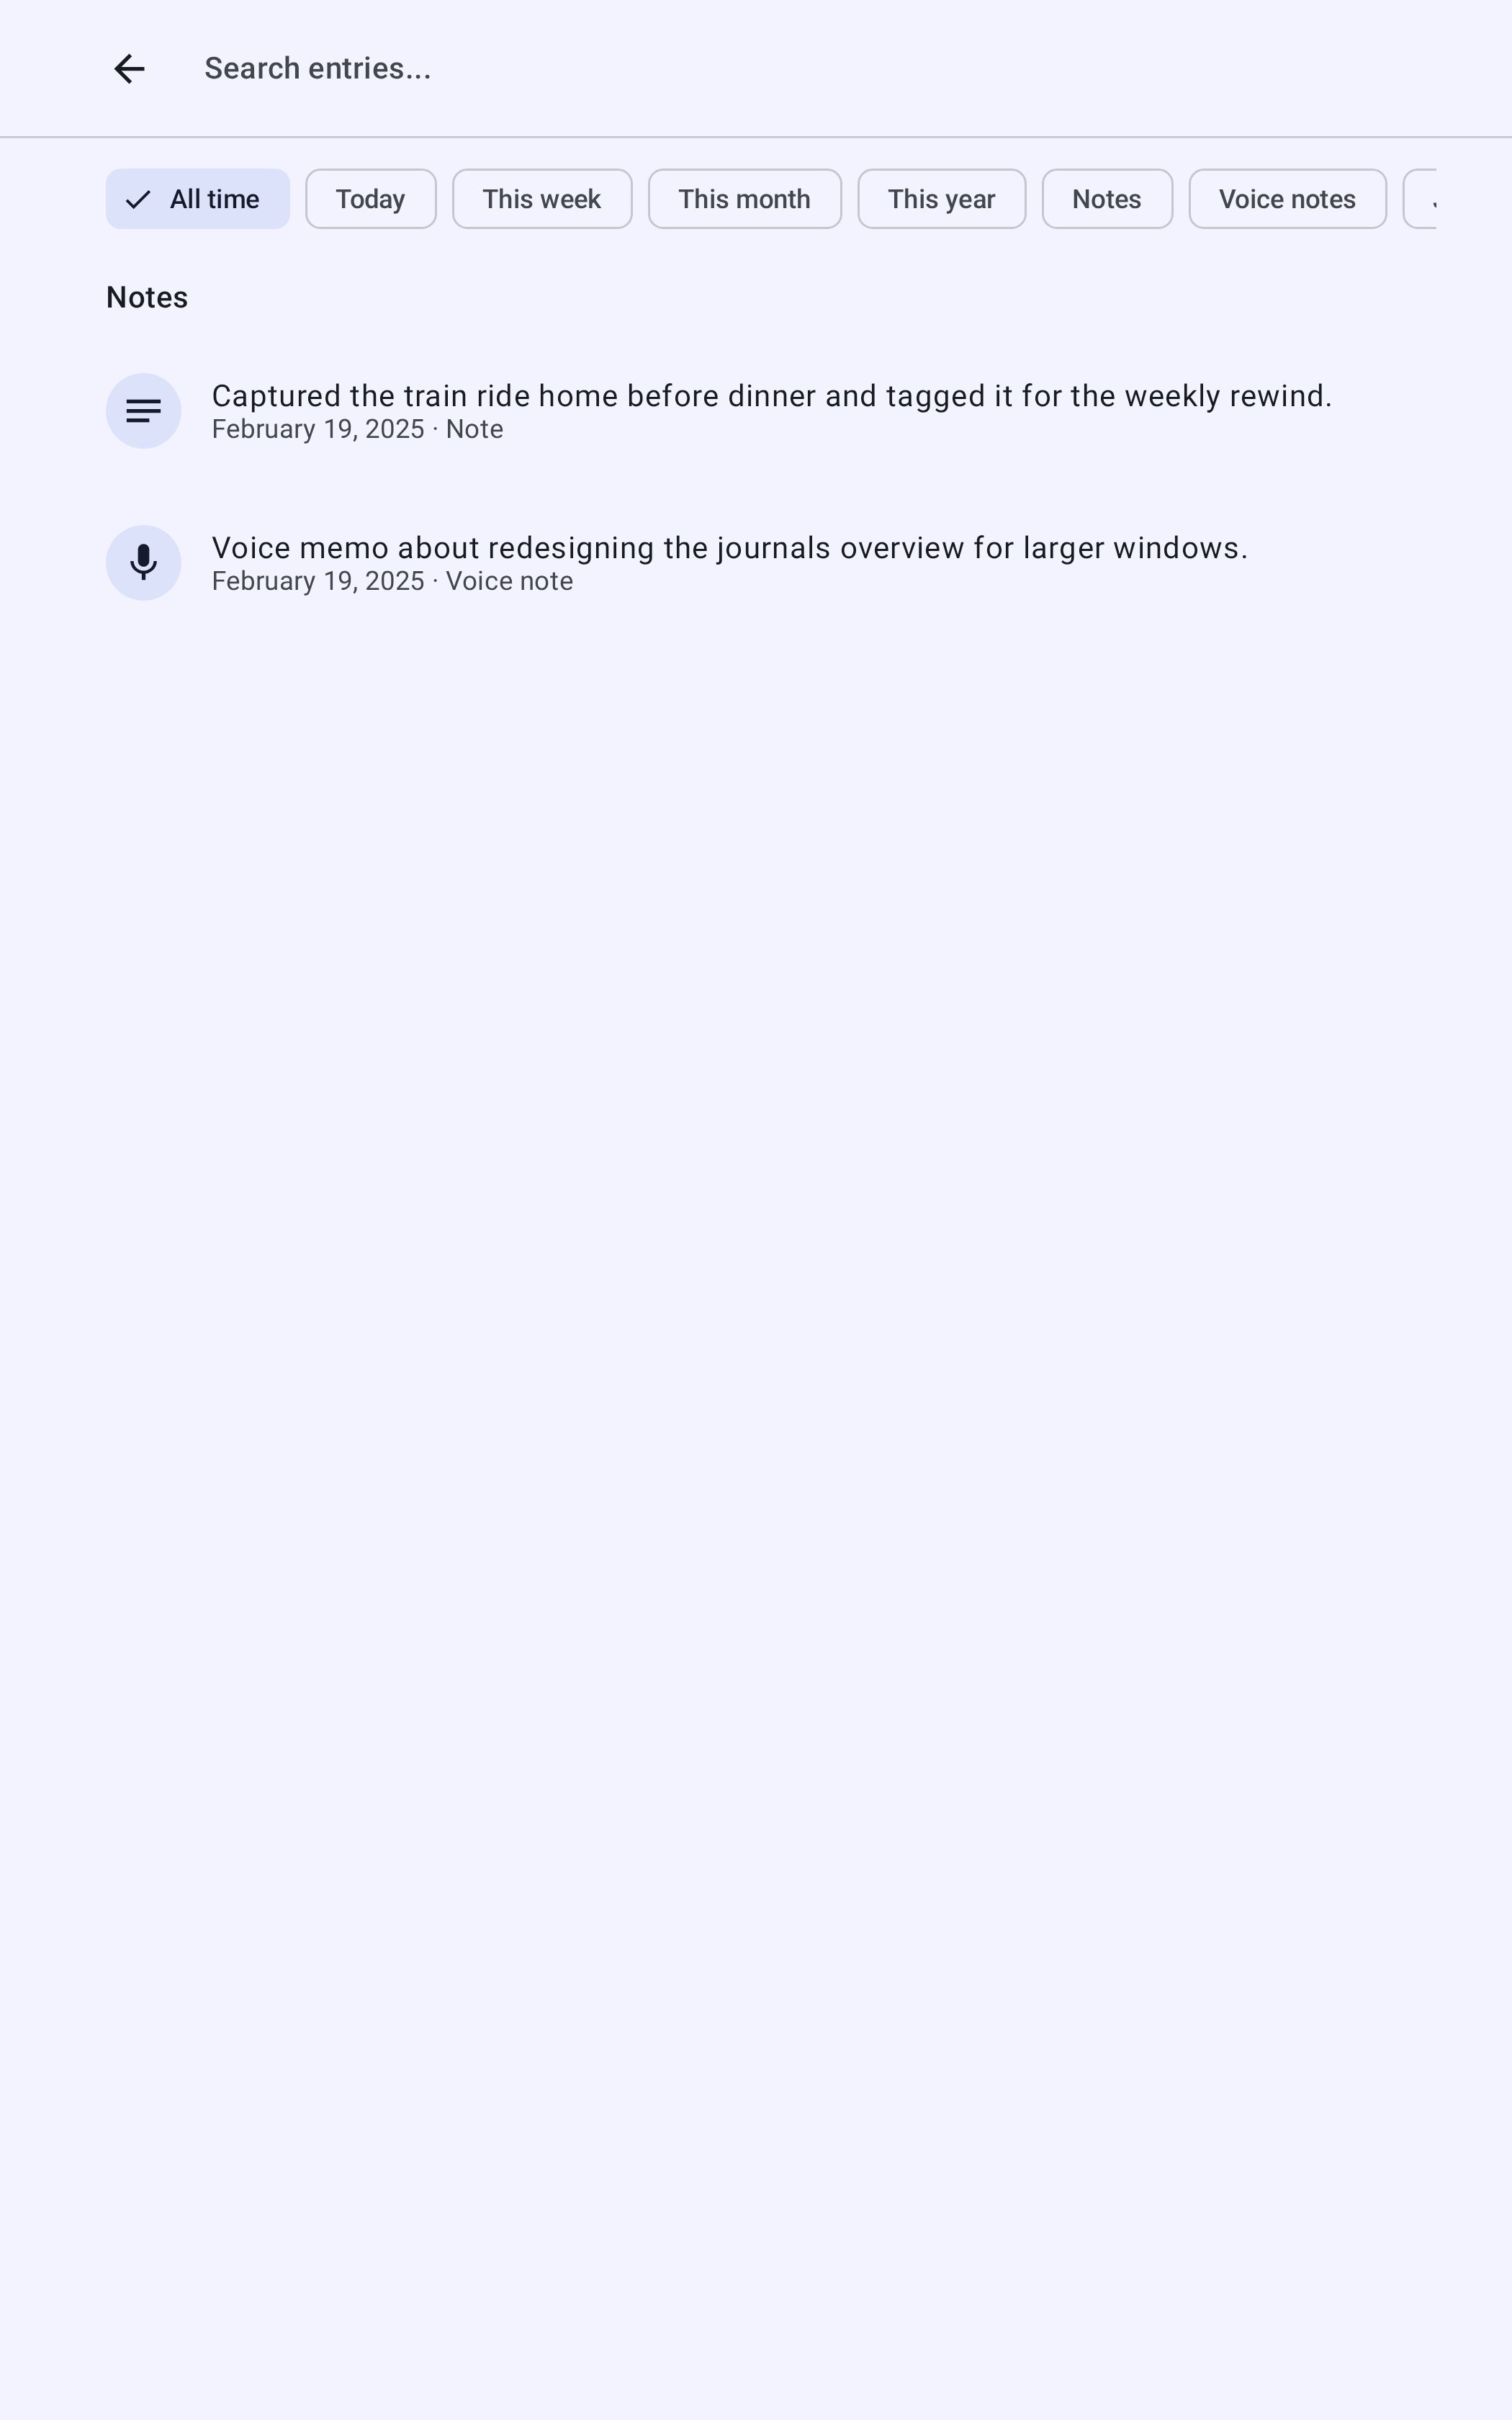 Search entries...
All time
Today
This week
This month
This year
Notes
Voice notes
Notes
Captured the train ride home before dinner and tagged it for the weekly rewind.
February 19, 2025 · Note
Voice memo about redesigning the journals overview for larger windows.
February 19, 2025 · Voice note